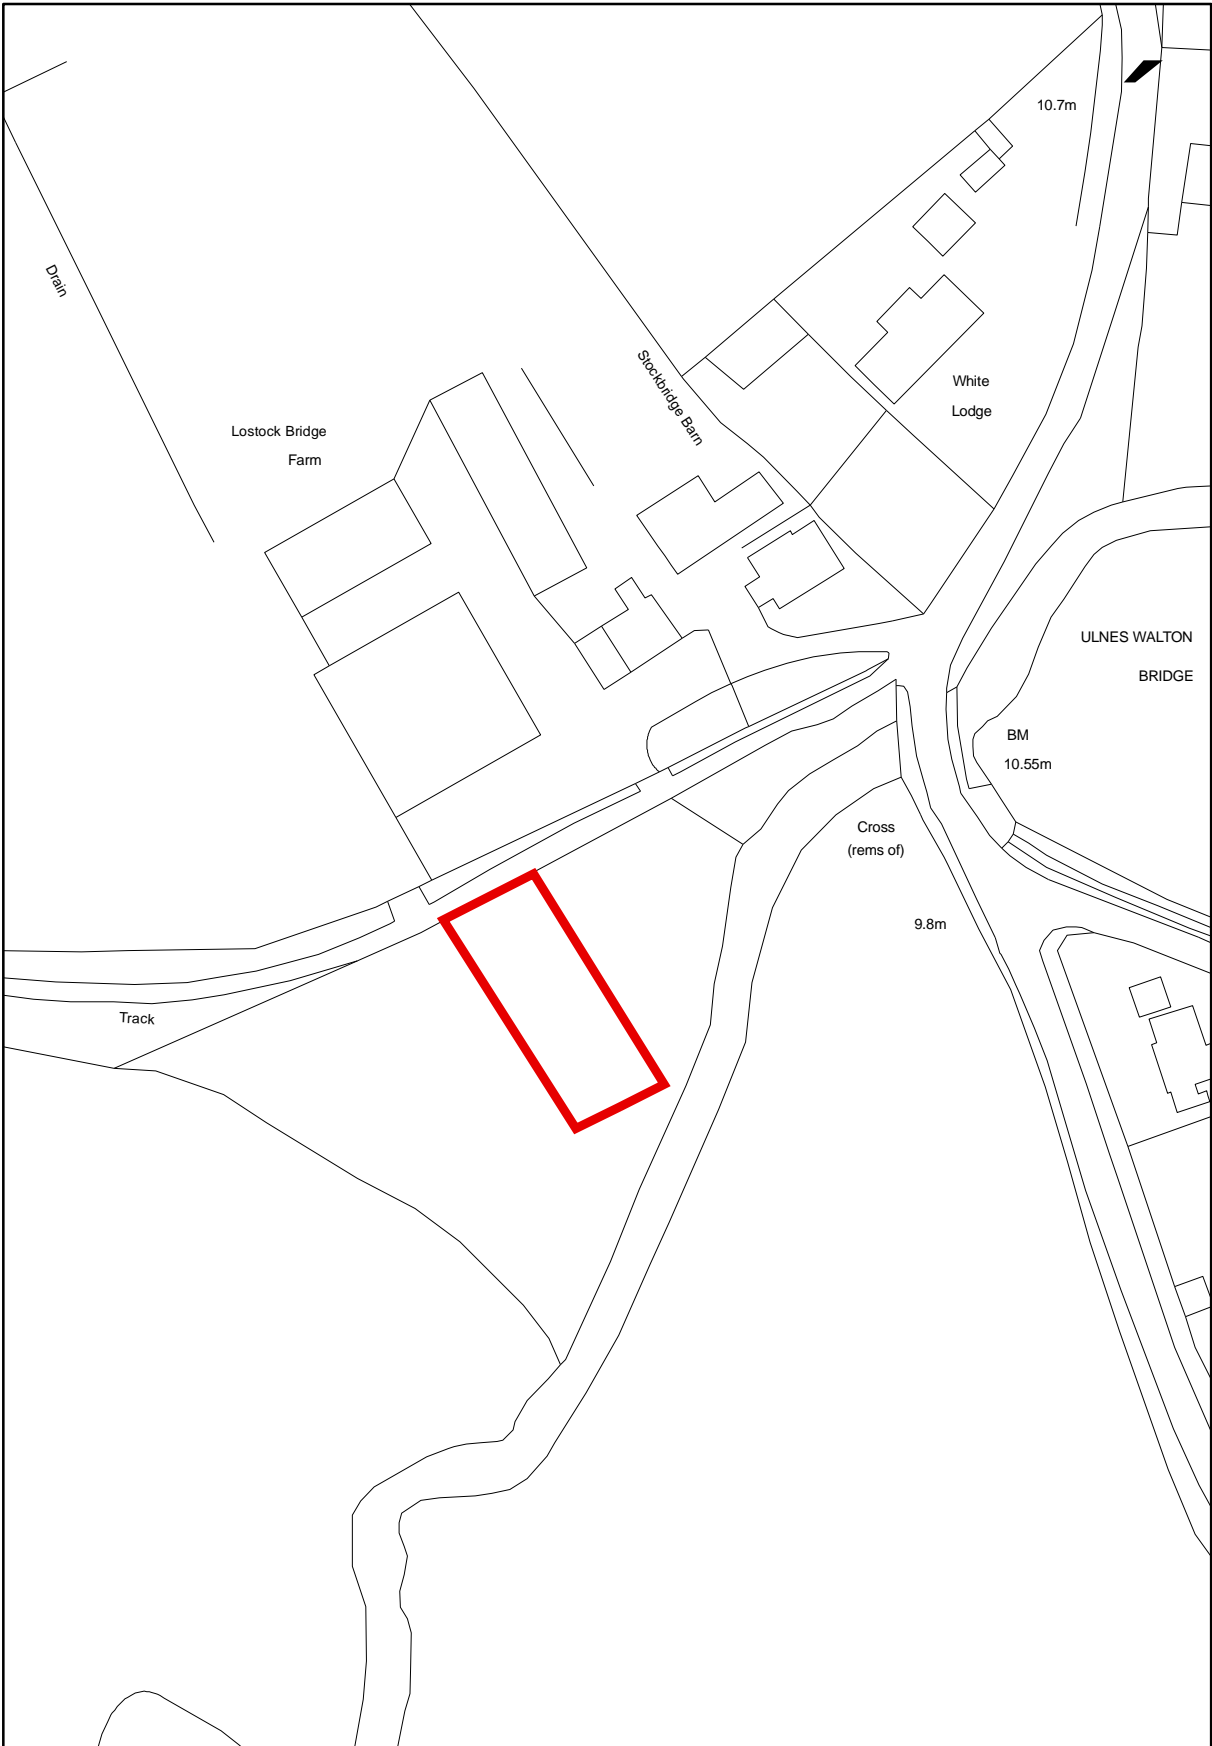 10.7m
Drain
Stockbridge Barn
White
Lodge
Lostock Bridge
Farm
ULNES WALTON
BRIDGE
BM
10.55m
Cross
(rems of)
9.8m
Track